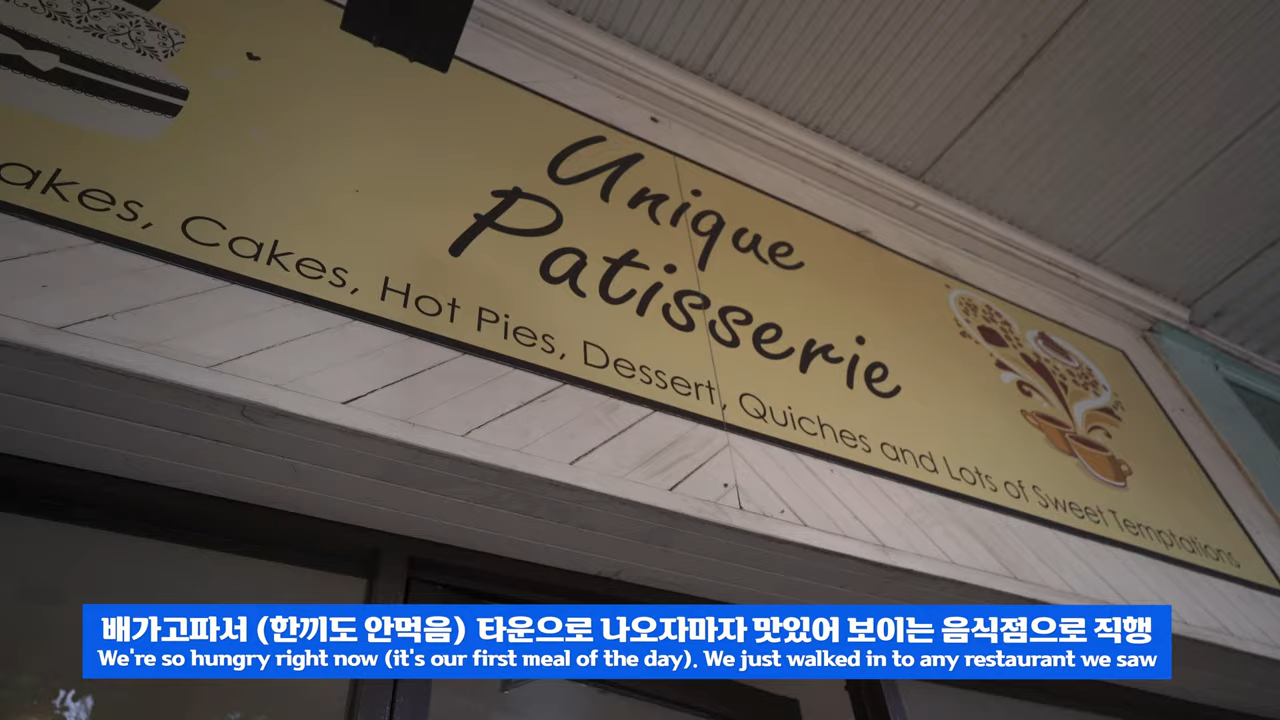 Unique
Patisserie
akes, Cakes, Hot Pies, Dessert, Quiches and Lots of Sweet Temptations
배가고파서 (한끼도 안먹음) 타운으로 나오자마자 맛있어 보이는 음식점으로 직행
We're so hungry right now (it's our first meal of the day). We just walked in to any restaurant we saw